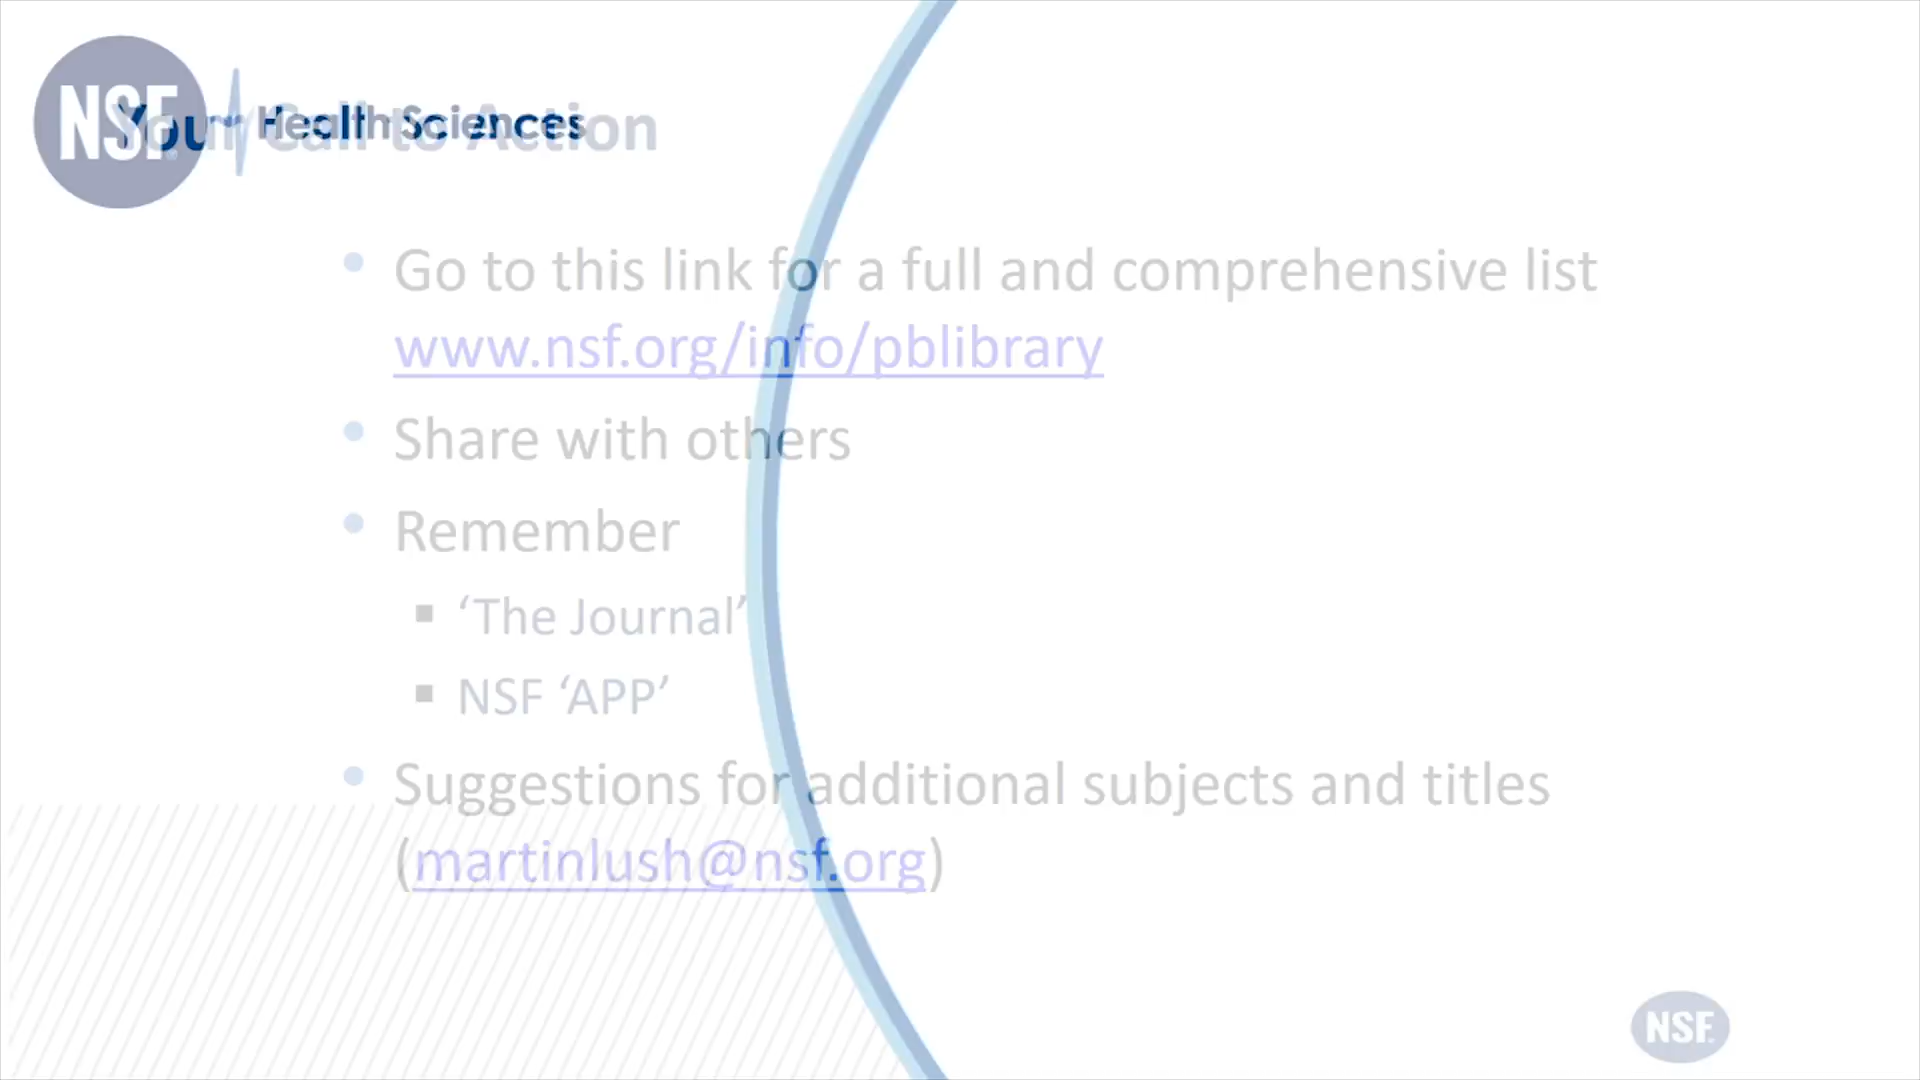 NSF.
Health Sciences
Your Call to Action
• Go to this link for a full and comprehensive list
www.nsf.org/info/pblibrary
• Share with others
• Remember
▪ ‘The Journal’
▪ NSF ‘APP’
• Suggestions for additional subjects and titles
(martinlush@nsf.org)
NSF.